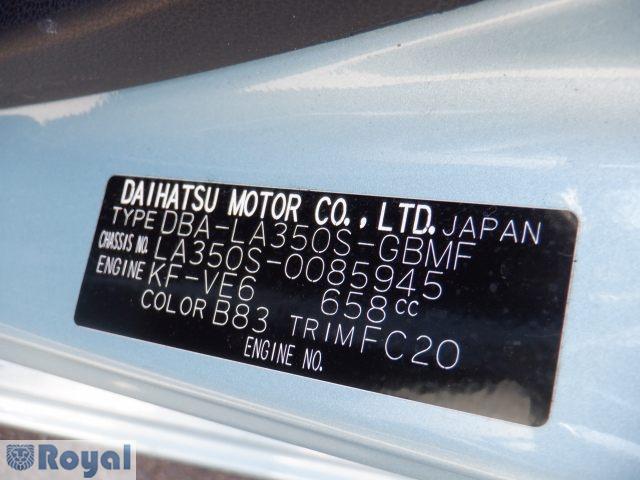 DAIHATSU MOTOR CO., LTD. JAPAN
TYPE DBA-LA350S-GBMF
CHASSIS NO. LA350S-0085945
ENGINE KF-VE6 658cc
COLOR B83 TRIM FC20
ENGINE NO.
Royal